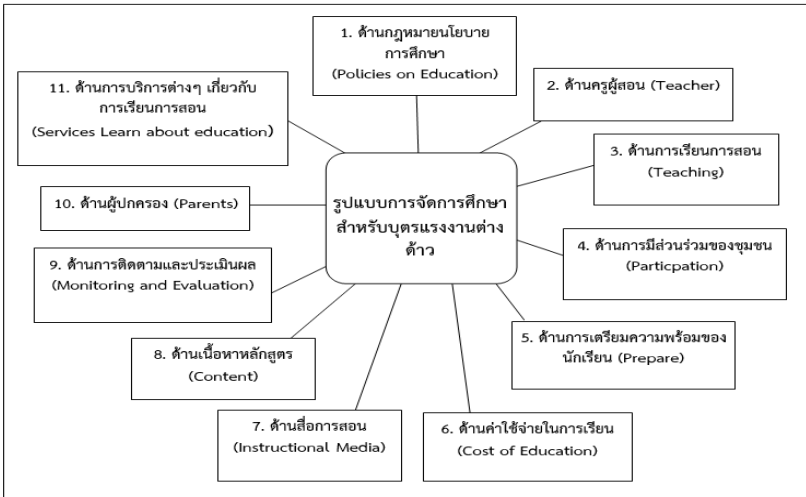 รูปแบบการจัดการศึกษา
สำหรับบุตรแรงงานต่าง
ด้าว
1. ด้านกฎหมายนโยบาย
การศึกษา
(Policies on Education)
2. ด้านครูผู้สอน (Teacher)
3. ด้านการเรียนการสอน
(Teaching)
4. ด้านการมีส่วนร่วมของชุมชน
(Particpation)
5. ด้านการเตรียมความพร้อมของ
นักเรียน (Prepare)
6. ด้านค่าใช้จ่ายในการเรียน
(Cost of Education)
7. ด้านสื่อการสอน
(Instructional Media)
8. ด้านเนื้อหาหลักสูตร
(Content)
9. ด้านการติดตามและประเมินผล
(Monitoring and Evaluation)
10. ด้านผู้ปกครอง (Parents)
11. ด้านการบริการต่างๆ เกี่ยวกับ
การเรียนการสอน
(Services Learn about education)